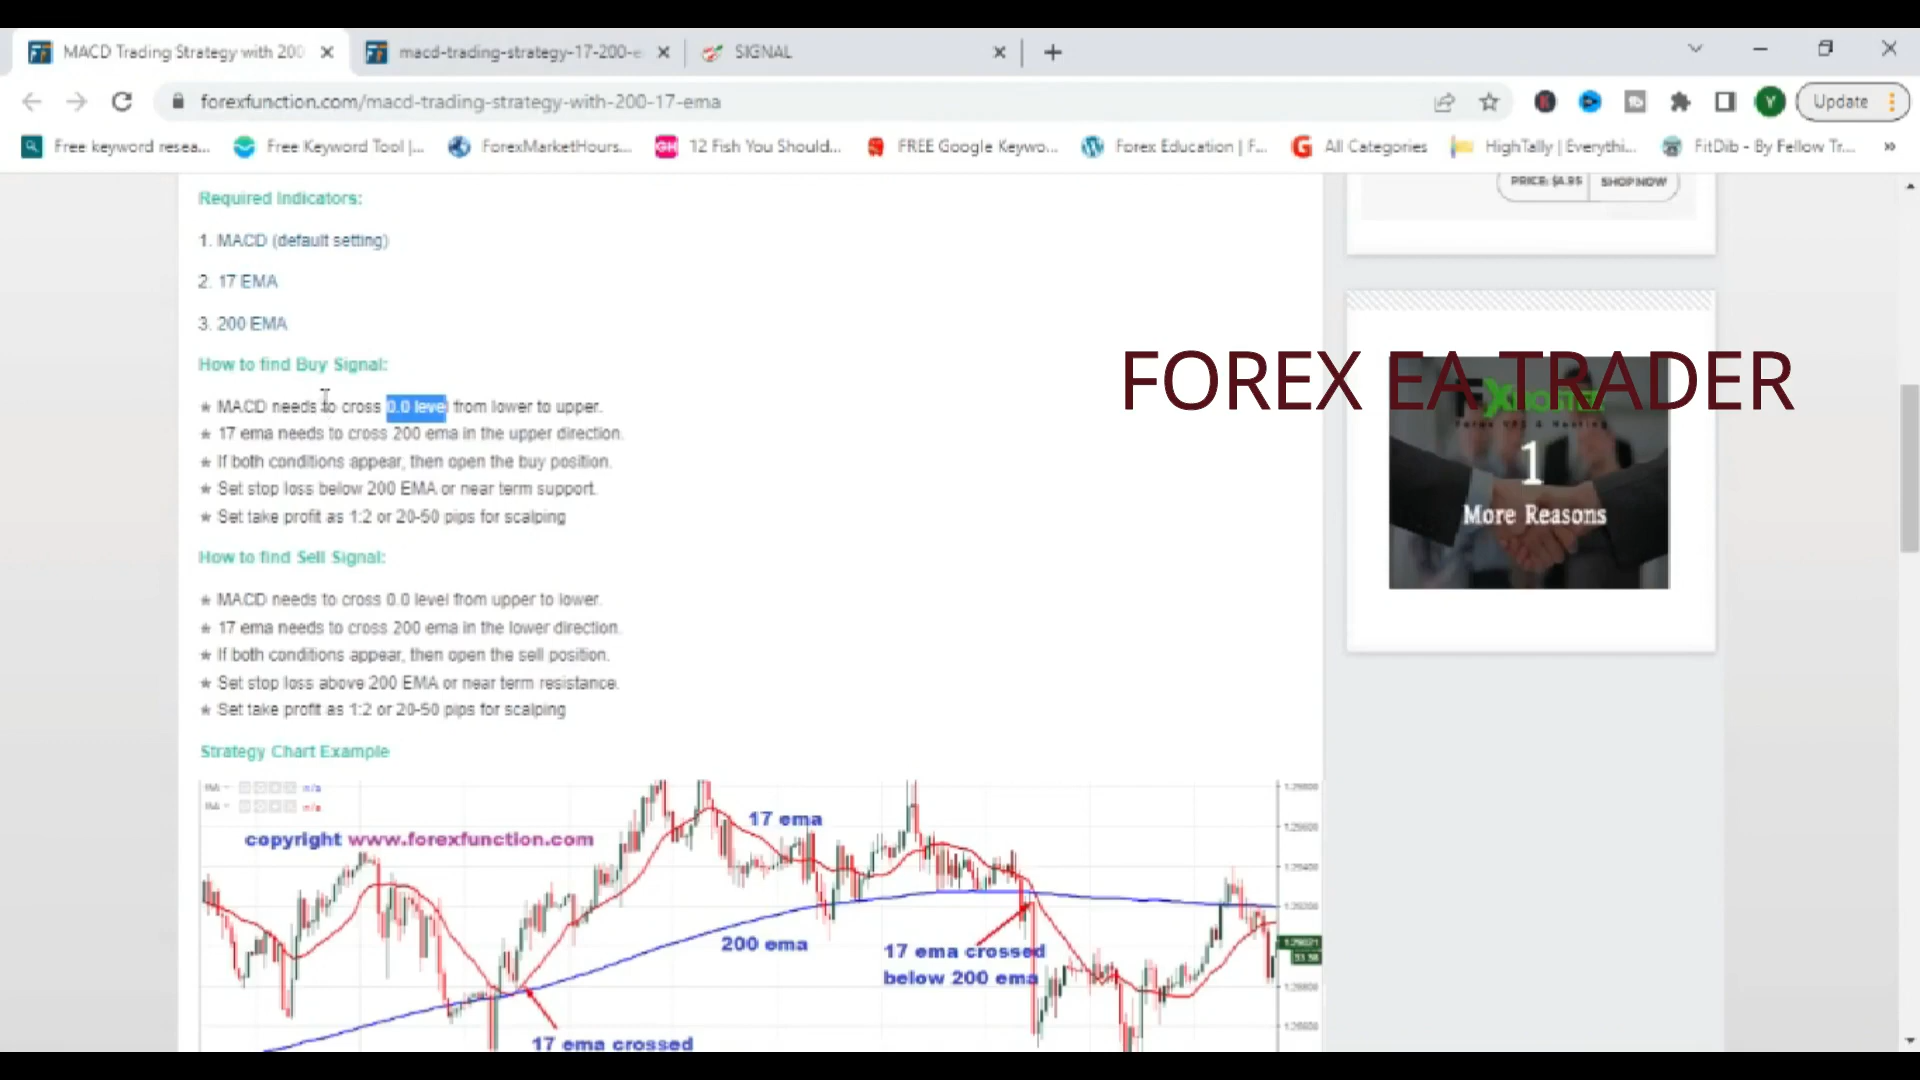 MACD Trading Strategy with 200
macd-trading-strategy-17-200-e
SIGNAL
forexfunction.com/macd-trading-strategy-with-200-17-ema
Y
Update
Free keyword resea...
Free Keyword Tool |...
ForexMarketHours...
GH
12 Fish You Should...
FREE Google Keywo...
Forex Education | F...
G
All Categories
HighTally | Everythi...
FitDib - By Fellow Tr...
»
Required Indicators:
PRICE: $4.95 SHOP NOW
1. MACD (default setting)
2. 17 EMA
3. 200 EMA
How to find Buy Signal:
FOREX EA TRADER
★ MACD needs to cross 0.0 level from lower to upper.
★ 17 ema needs to cross 200 ema in the upper direction.
★ If both conditions appear, then open the buy position.
★ Set stop loss below 200 EMA or near term support.
★ Set take profit as 1:2 or 20-50 pips for scalping
Forex VPS & Hosting
1
More Reasons
How to find Sell Signal:
★ MACD needs to cross 0.0 level from upper to lower.
★ 17 ema needs to cross 200 ema in the lower direction.
★ If both conditions appear, then open the sell position.
★ Set stop loss above 200 EMA or near term resistance.
★ Set take profit as 1:2 or 20-50 pips for scalping
Strategy Chart Example
n/a
n/a
17 ema
copyright www.forexfunction.com
200 ema
17 ema crossed
below 200 ema
17 ema crossed